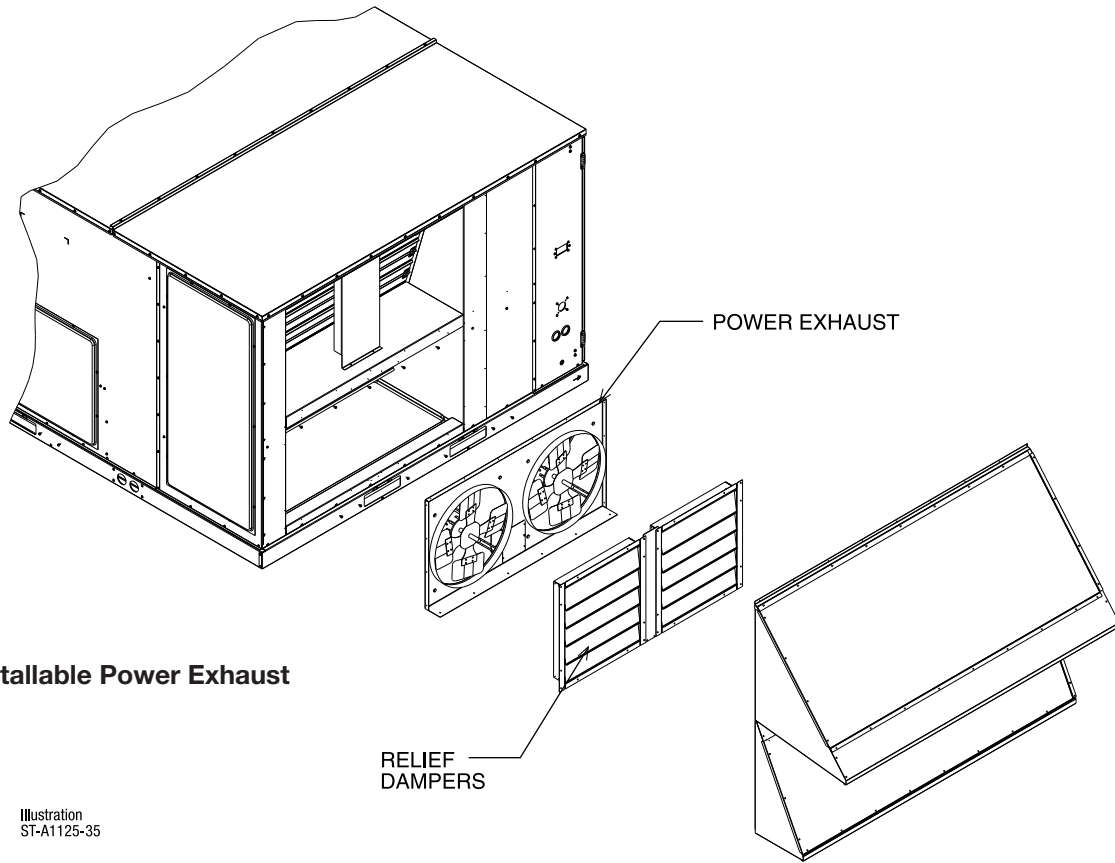 POWER EXHAUST
tallable Power Exhaust
RELIEF
DAMPERS
Illustration
ST-A1125-35